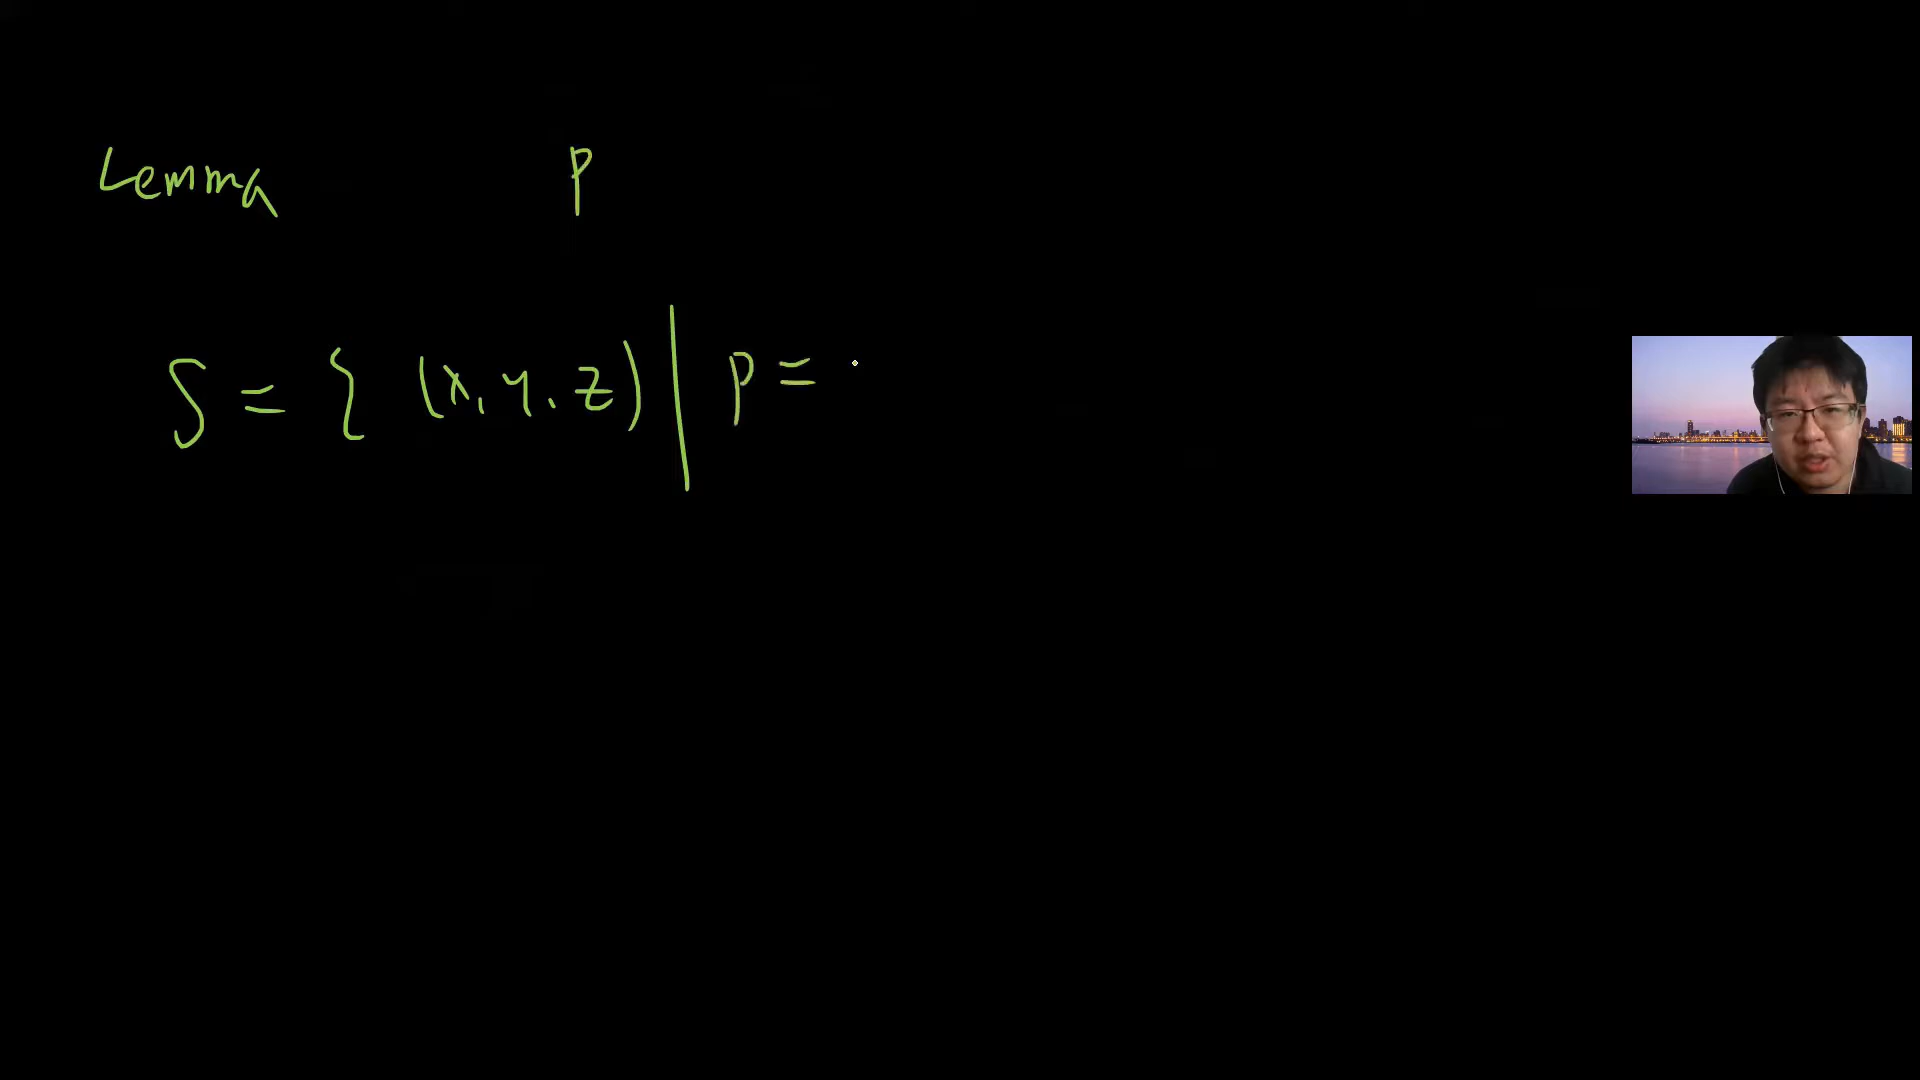 Lemma P
S = { (x, y, z) | P =